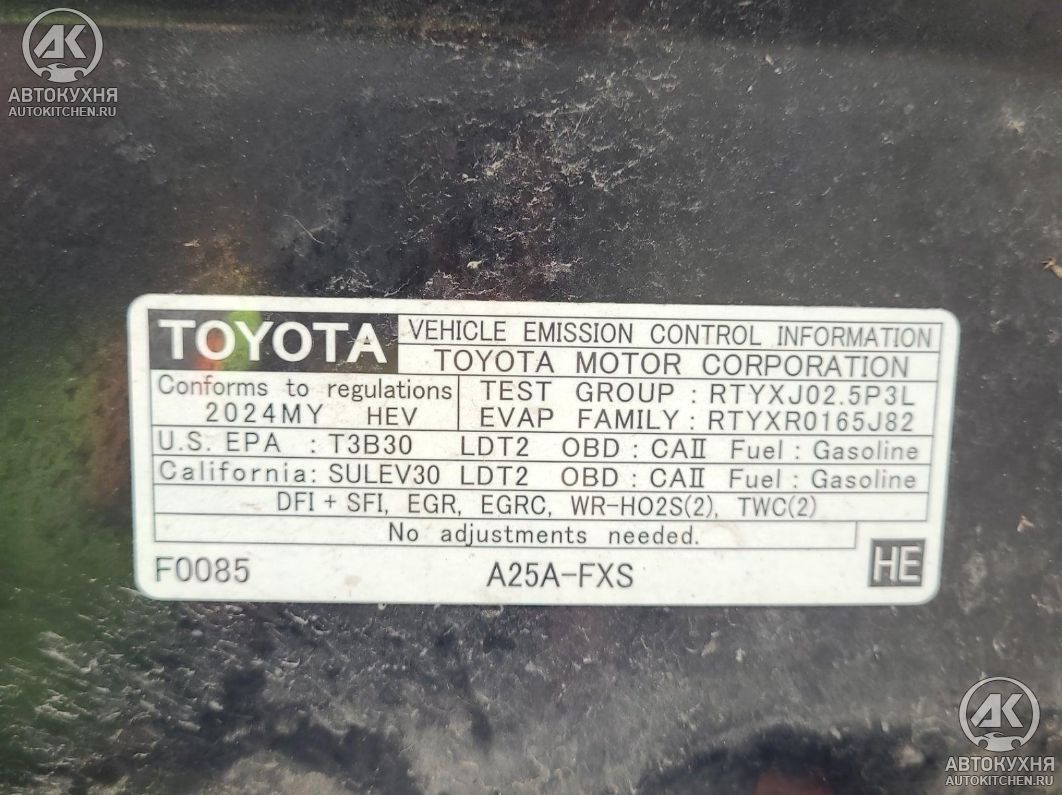 AK
АВТОКУХНЯ
AUTOKITCHEN.RU
TOYOTA VEHICLE EMISSION CONTROL INFORMATION
TOYOTA MOTOR CORPORATION
Conforms to regulations TEST GROUP : RTYXJ02.5P3L
2024MY HEV EVAP FAMILY : RTYXR0165J82
U.S. EPA : T3B30 LDT2 OBD : CAII Fuel : Gasoline
California: SULEV30 LDT2 OBD : CAII Fuel : Gasoline
DFI + SFI, EGR, EGRC, WR-HO2S(2), TWC(2)
No adjustments needed.
F0085 A25A-FXS HE
AK
АВТОКУХНЯ
AUTOKITCHEN.RU